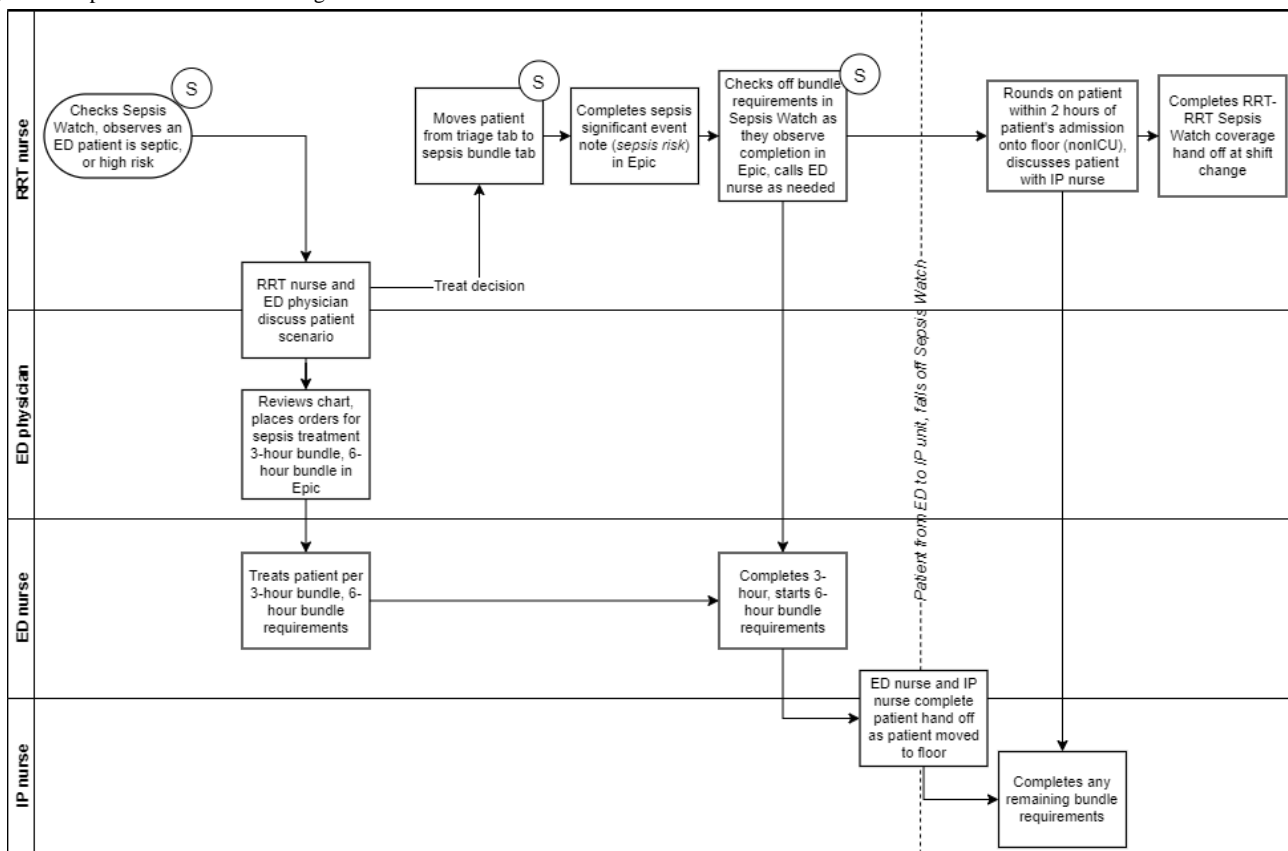 RRT nurse
S
Checks Sepsis
Watch, observes an
ED patient is septic,
or high risk
S
Moves patient
from triage tab to
sepsis bundle tab
Completes sepsis
significant event
note (sepsis risk)
in Epic
S
Checks off bundle
requirements in
Sepsis Watch as
they observe
completion in
Epic, calls ED
nurse as needed
Rounds on patient
within 2 hours of
patient's admission
onto floor (nonICU),
discusses patient
with IP nurse
Completes RRT-
RRT Sepsis
Watch coverage
hand off at shift
change
RRT nurse and
ED physician
discuss patient
scenario
Treat decision
Patient from ED to IP unit, falls off Sepsis Watch
ED physician
Reviews chart,
places orders for
sepsis treatment
3-hour bundle, 6-
hour bundle in
Epic
ED nurse
Treats patient per
3-hour bundle, 6-
hour bundle
requirements
Completes 3-
hour, starts 6-
hour bundle
requirements
ED nurse and IP
nurse complete
patient hand off
as patient moved
to floor
IP nurse
Completes any
remaining bundle
requirements